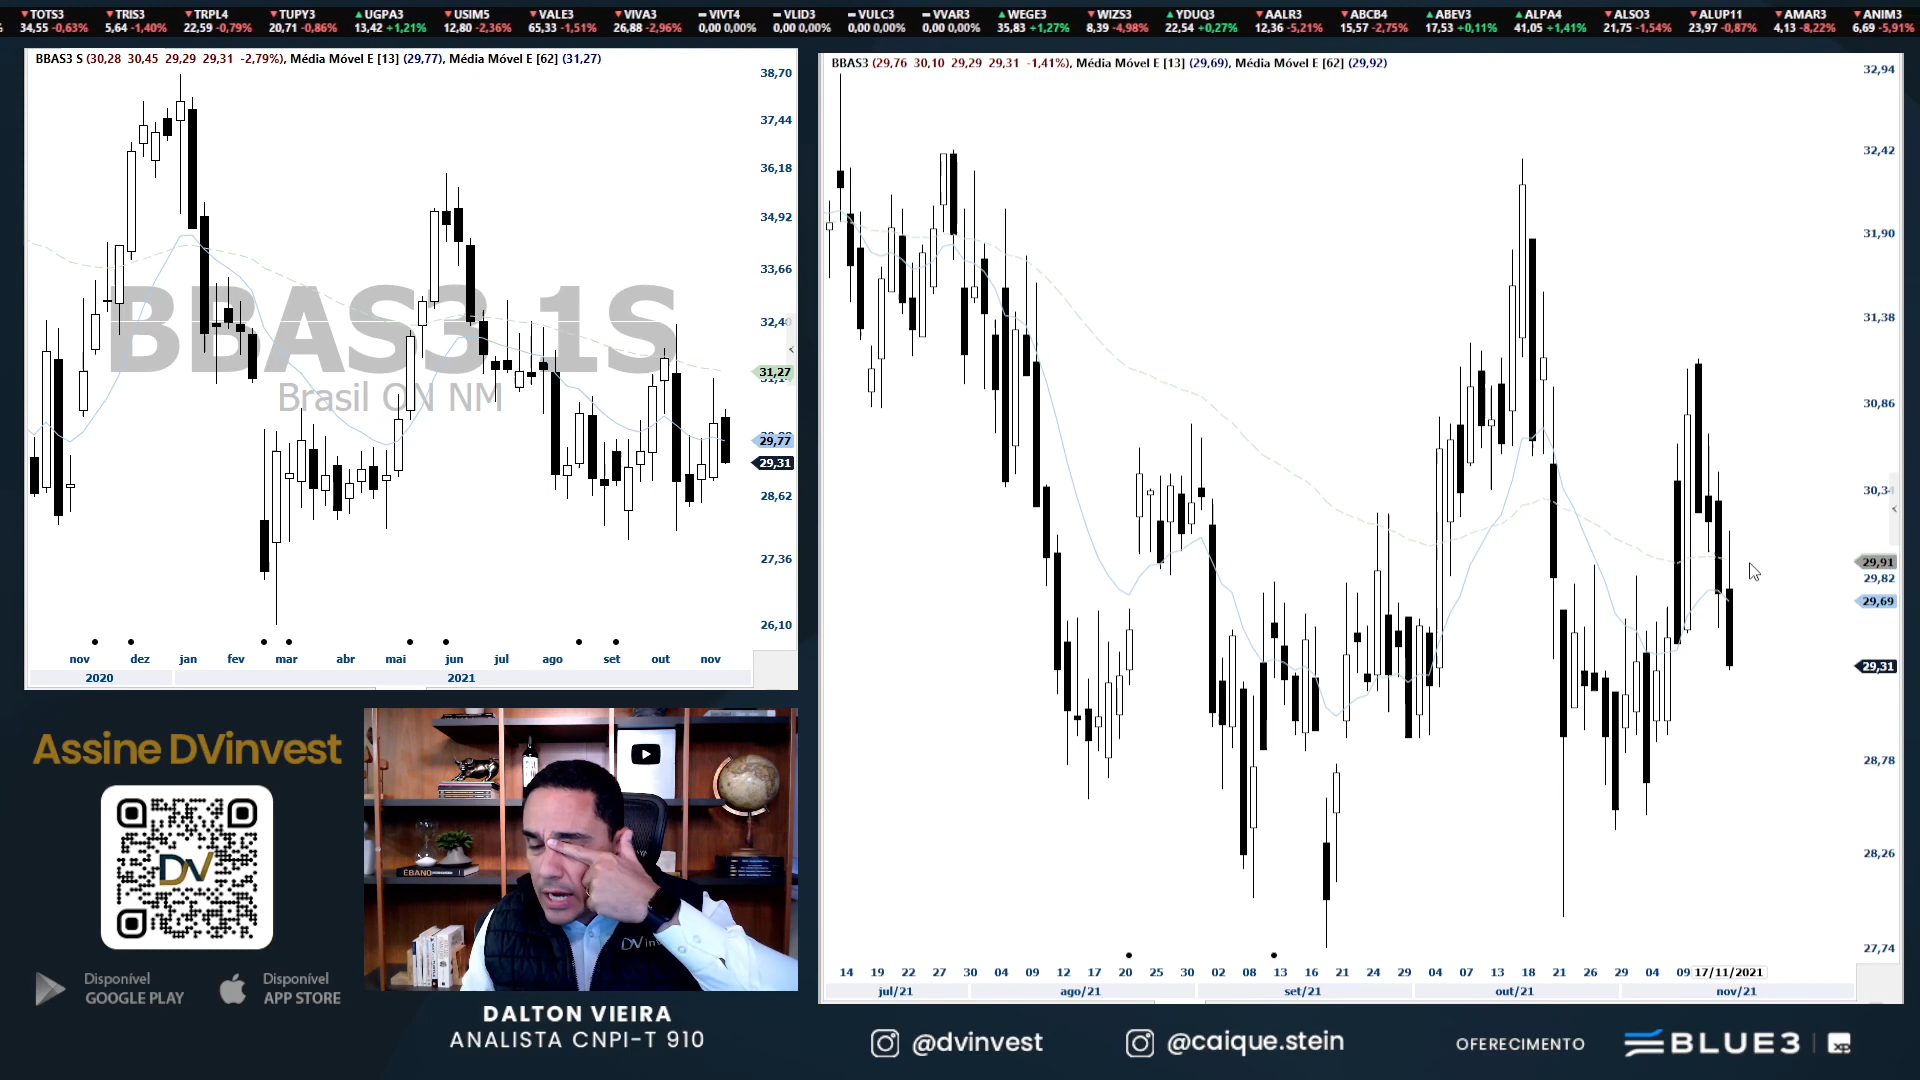 TOTS3 TRIS3 TRPL4 TUPY3 UGPA3 USIM5 VALE3 VIVA3 VIVT4 VLID3 VULC3 VVAR3 WEGE3 WIZS3 YDUQ3 AALR3 ABCB4 ABEV3 ALPA4 ALSO3 ALUP11 AMAR3 ANIM3
34,55 -0,63% 5,64 -1,40% 22,59 -0,79% 20,71 -0,86% 13,42 +1,21% 12,80 -2,36% 65,33 -1,51% 26,88 -2,96% 0,00 0,00% 0,00 0,00% 0,00 0,00% 0,00 0,00% 35,83 +1,27% 8,39 -4,98% 22,54 +0,27% 12,36 -5,21% 15,57 -2,75% 17,53 +0,11% 41,05 +1,41% 21,75 -1,54% 23,97 -0,87% 4,13 -8,22% 6,69 -5,91%
BBAS3 S (30,28 30,45 29,29 29,31 -2,79%), Média Móvel E [13] (29,77), Média Móvel E [62] (31,27)
38,70
37,44
36,18
34,92
33,66
32,40
31,27
29,77
29,31
28,62
27,36
26,10
BBAS3 1S
Brasil ON NM
nov dez jan fev mar abr mai jun jul ago set out nov
2020 2021
BBAS3 (29,76 30,10 29,29 29,31 -1,41%), Média Móvel E [13] (29,69), Média Móvel E [62] (29,92)
32,94
32,42
31,90
31,38
30,86
30,34
29,91
29,82
29,69
29,31
28,78
28,26
27,74
14 19 22 27 30 04 09 12 17 20 25 30 02 08 13 16 21 24 29 04 07 13 18 21 26 29 04 09 17/11/2021
jul/21 ago/21 set/21 out/21 nov/21
Assine DVinvest
DV
Disponível
GOOGLE PLAY
Disponível
APP STORE
ÉBANO
DV inv
DALTON VIEIRA
ANALISTA CNPI-T 910
@dvinvest
@caique.stein
OFERECIMENTO
BLUE3
xp